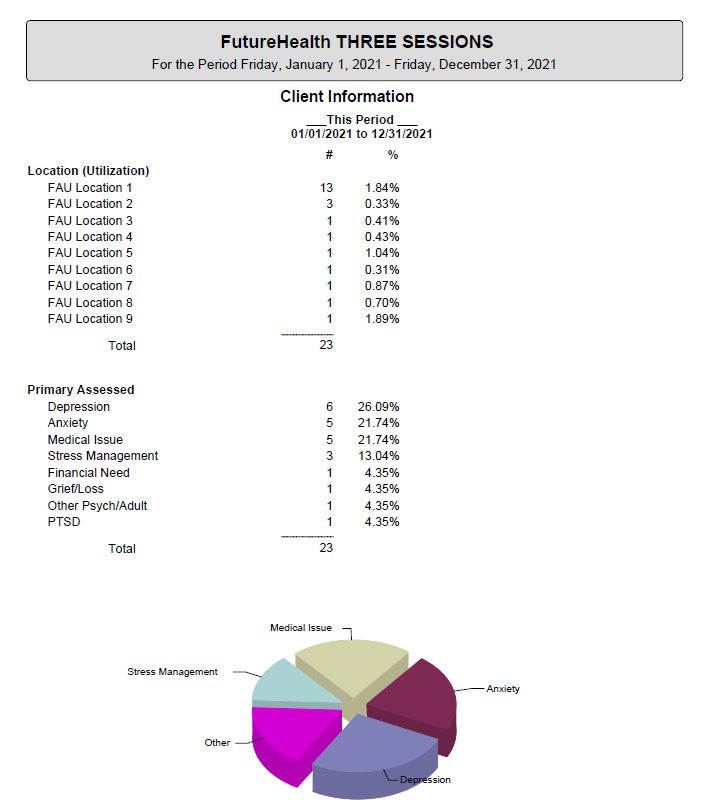 FutureHealth THREE SESSIONS
For the Period Friday, January 1, 2021 - Friday, December 31, 2021
Client Information
___This Period ___
01/01/2021 to 12/31/2021
# %
Location (Utilization)
FAU Location 1 13 1.84%
FAU Location 2 3 0.33%
FAU Location 3 1 0.41%
FAU Location 4 1 0.43%
FAU Location 5 1 1.04%
FAU Location 6 1 0.31%
FAU Location 7 1 0.87%
FAU Location 8 1 0.70%
FAU Location 9 1 1.89%
Total 23
Primary Assessed
Depression 6 26.09%
Anxiety 5 21.74%
Medical Issue 5 21.74%
Stress Management 3 13.04%
Financial Need 1 4.35%
Grief/Loss 1 4.35%
Other Psych/Adult 1 4.35%
PTSD 1 4.35%
Total 23
Medical Issue
Stress Management
Anxiety
Other
Depression